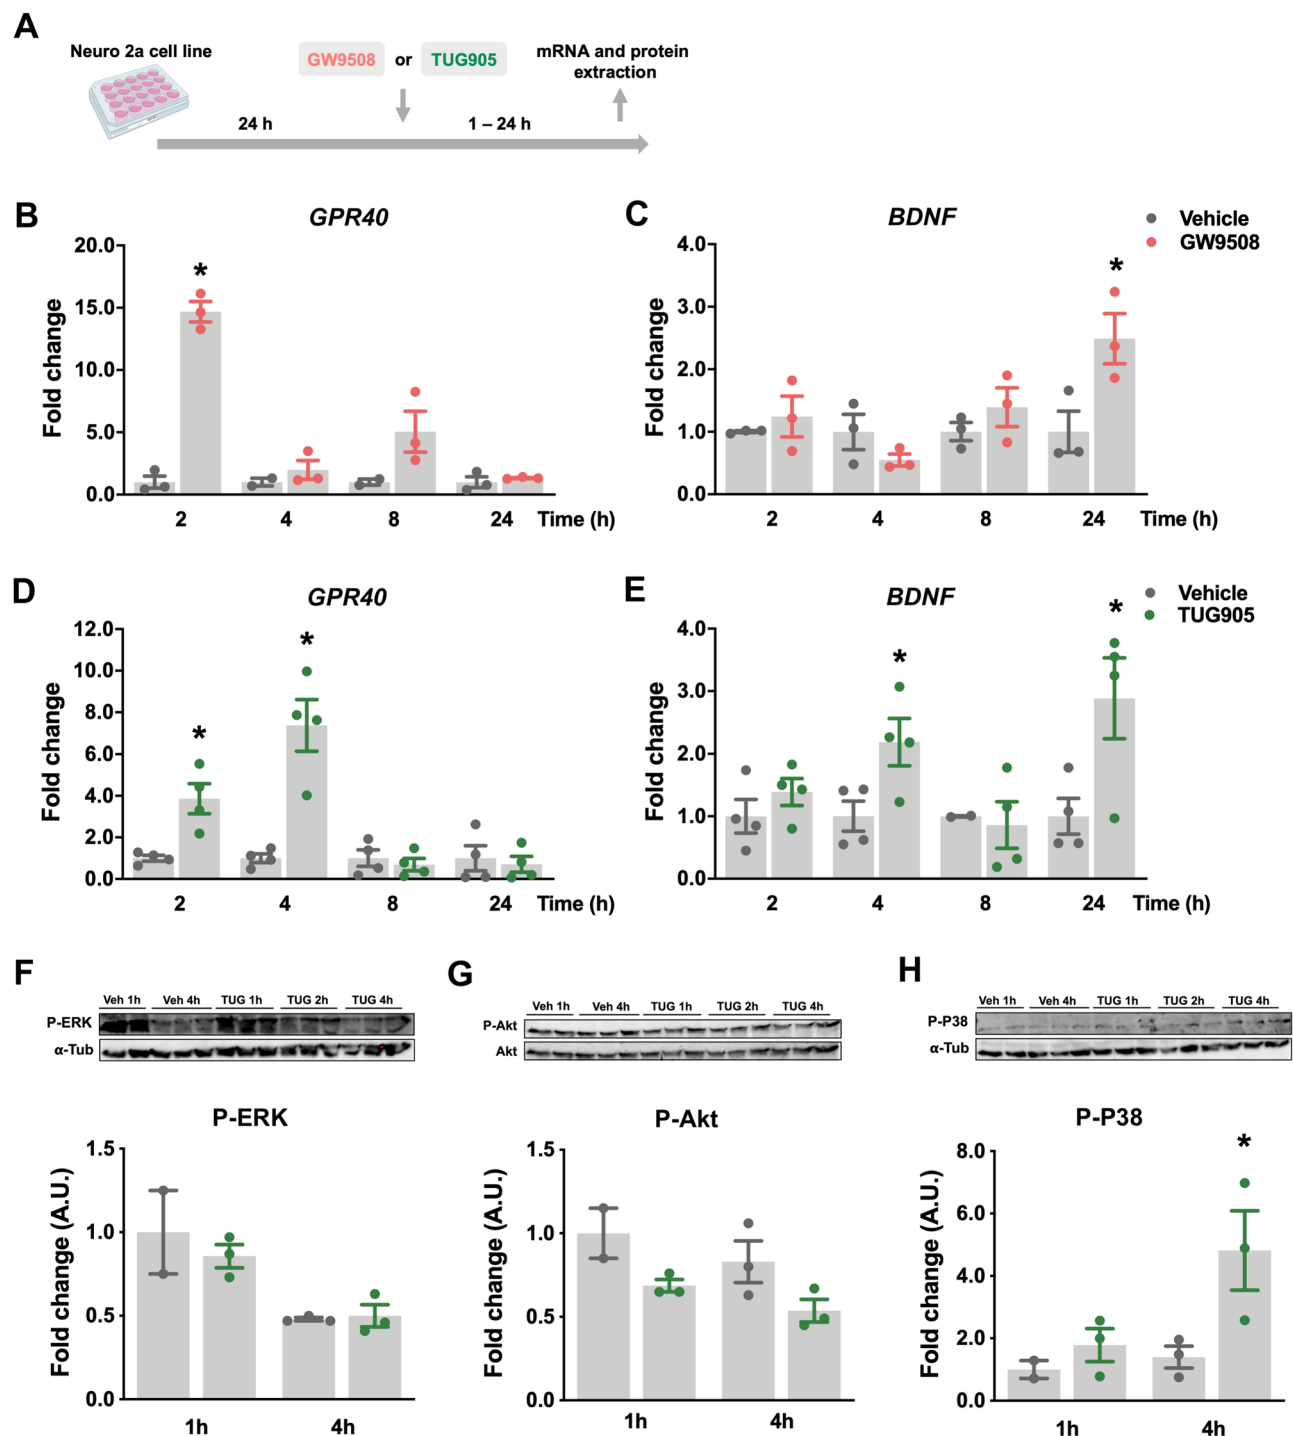 A
Neuro 2a cell line
GW9508 or TUG905
mRNA and protein
extraction
24 h
1 – 24 h
B
GPR40
Fold change
20.0
15.0
10.0
5.0
0.0
*
2 4 8 24 Time (h)
C
BDNF
Vehicle
GW9508
Fold change
4.0
3.0
2.0
1.0
0.0
*
2 4 8 24 Time (h)
D
GPR40
Fold change
12.0
10.0
8.0
6.0
4.0
2.0
0.0
* *
2 4 8 24 Time (h)
E
BDNF
Vehicle
TUG905
Fold change
4.0
3.0
2.0
1.0
0.0
* *
2 4 8 24 Time (h)
F
Veh 1h Veh 4h TUG 1h TUG 2h TUG 4h
P-ERK
α-Tub
P-ERK
Fold change (A.U.)
1.5
1.0
0.5
0.0
1h 4h
G
Veh 1h Veh 4h TUG 1h TUG 2h TUG 4h
P-Akt
Akt
P-Akt
Fold change (A.U.)
1.5
1.0
0.5
0.0
1h 4h
H
Veh 1h Veh 4h TUG 1h TUG 2h TUG 4h
P-P38
α-Tub
P-P38
Fold change (A.U.)
8.0
6.0
4.0
2.0
0.0
*
1h 4h